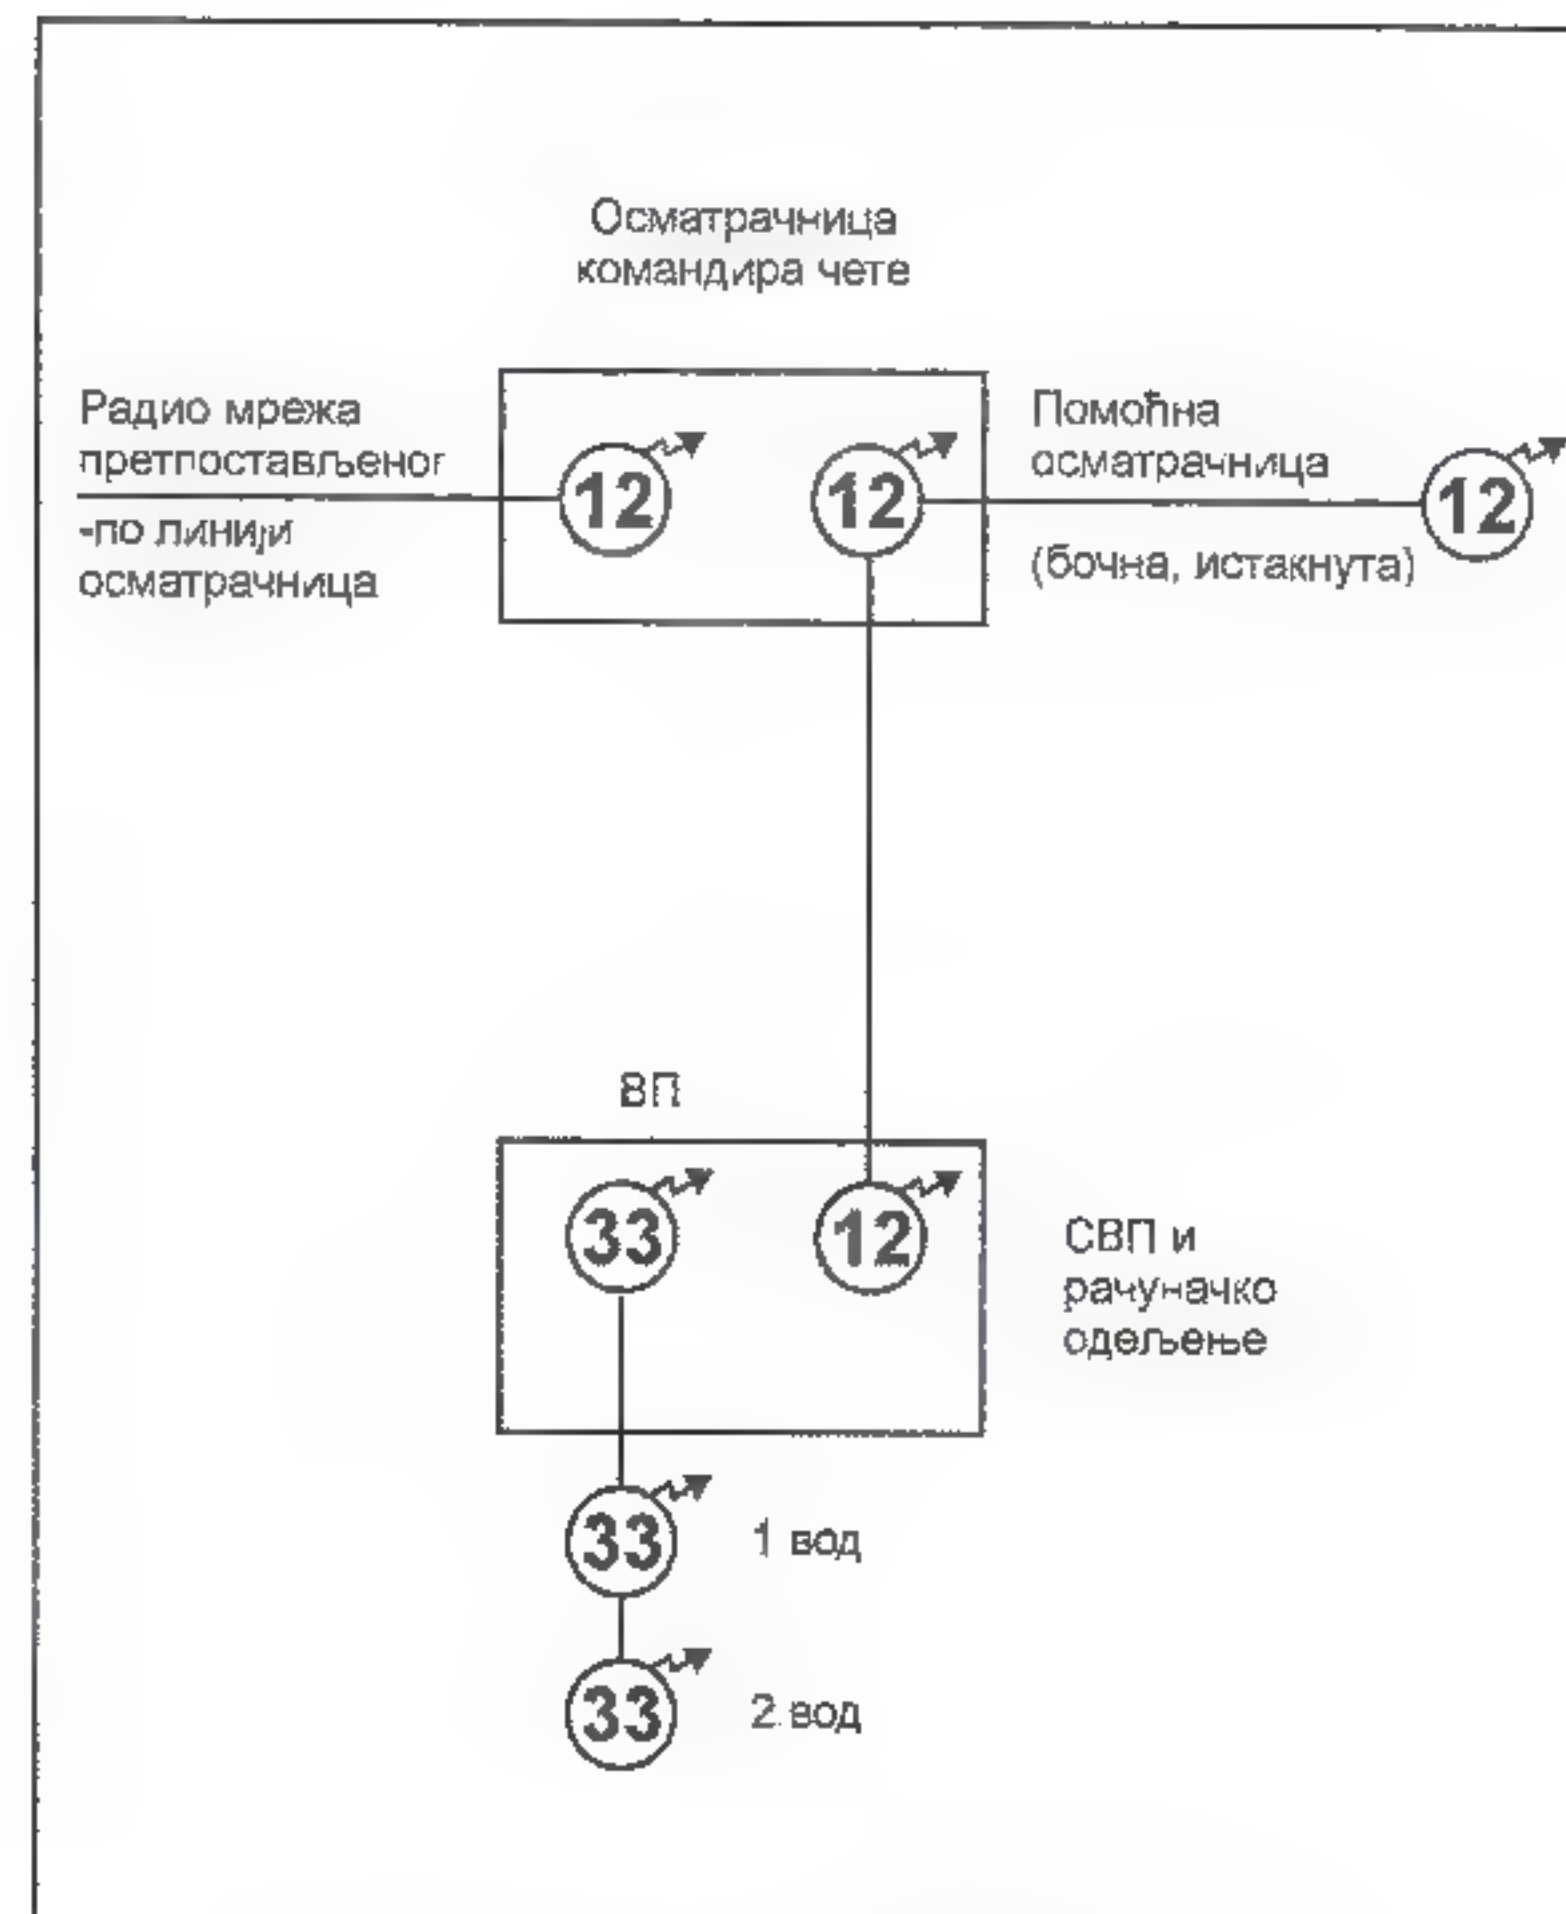 Осматрачница
командира чете
Радио мрежа
претпостављеног
-по линији
осматрачница
12
12
Помоћна
осматрачница
(бочна, истакнута)
12
ВП
33
12
СВП и
рачуначко
одељење
33
1 вод
33
2. вод